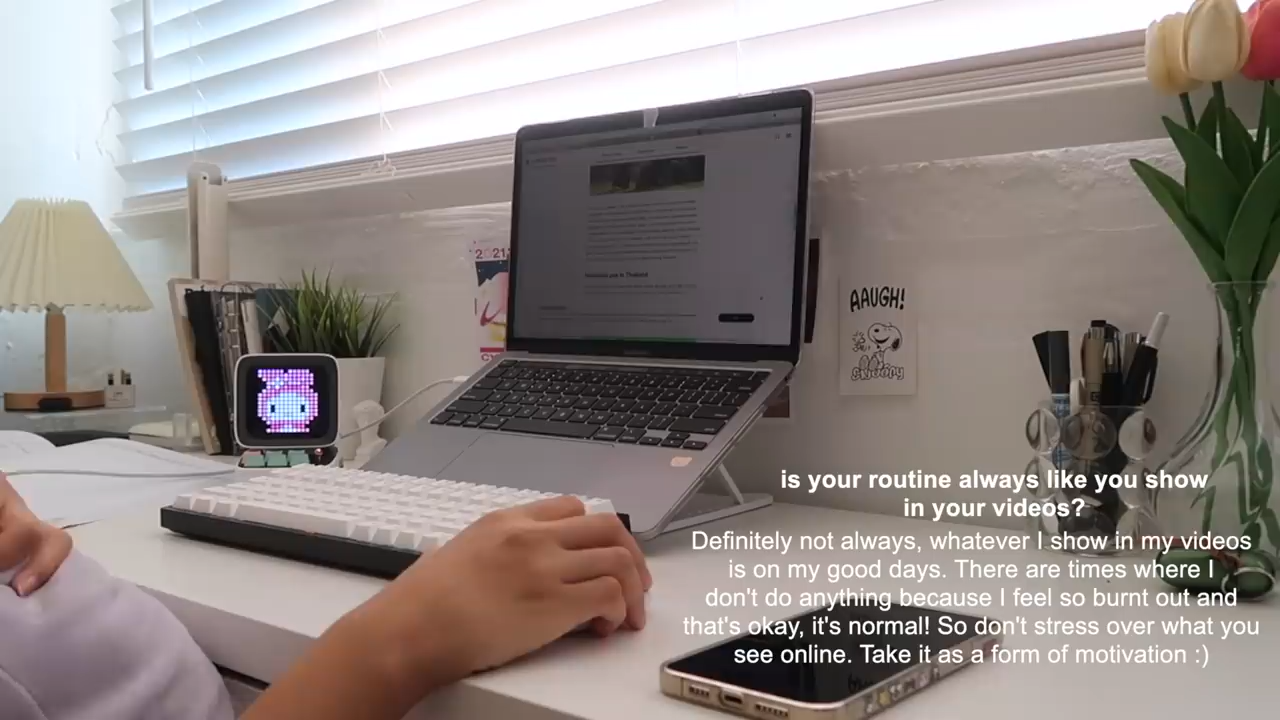 2021
AAUGH!
SNOOPY
is your routine always like you show
in your videos?
Definitely not always, whatever I show in my videos
is on my good days. There are times where I
don't do anything because I feel so burnt out and
that's okay, it's normal! So don't stress over what you
see online. Take it as a form of motivation :)